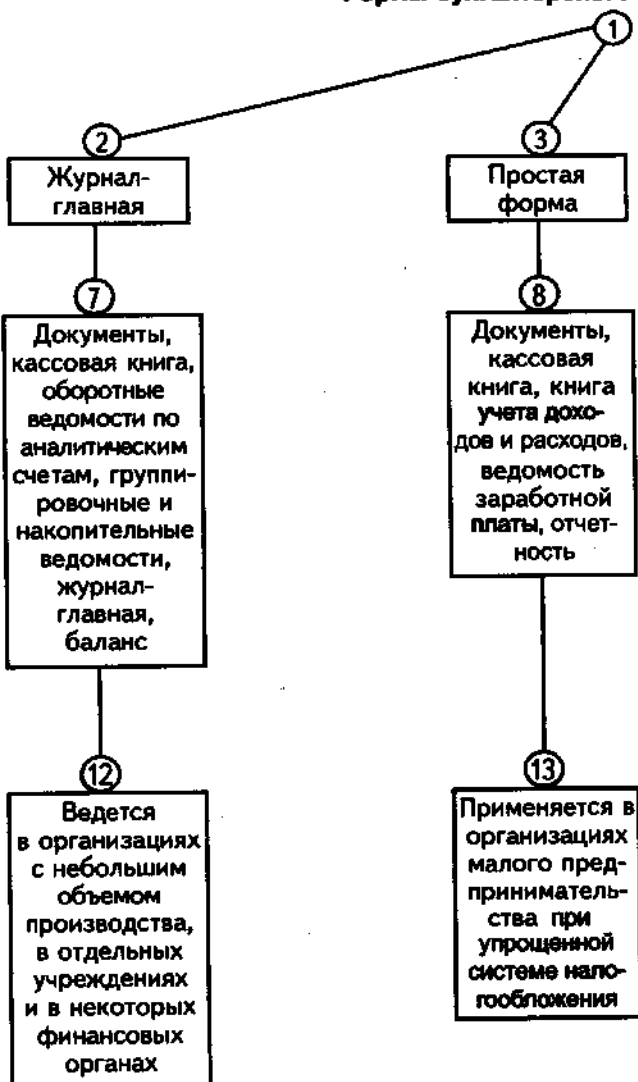 1
2
Журнал-
главная
7
Документы,
кассовая книга,
оборотные
ведомости по
аналитическим
счетам, группи-
ровочные и
накопительные
ведомости,
журнал-
главная,
баланс
12
Ведется
в организациях
с небольшим
объемом
производства,
в отдельных
учреждениях
и в некоторых
финансовых
органах
3
Простая
форма
8
Документы,
кассовая
книга, книга
учета дохо-
дов и расходов,
ведомость
заработной
платы, отчет-
ность
13
Применяется в
организациях
малого пред-
приниматель-
ства при
упрощенной
системе нало-
гообложения